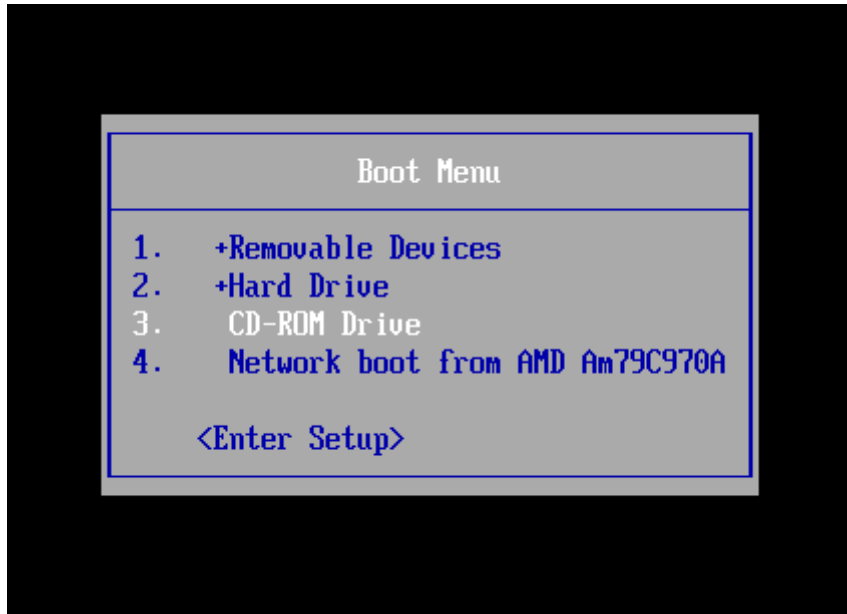 Boot Menu
1. +Removable Devices
2. +Hard Drive
3. CD-ROM Drive
4. Network boot from AMD Am79C970A
<Enter Setup>